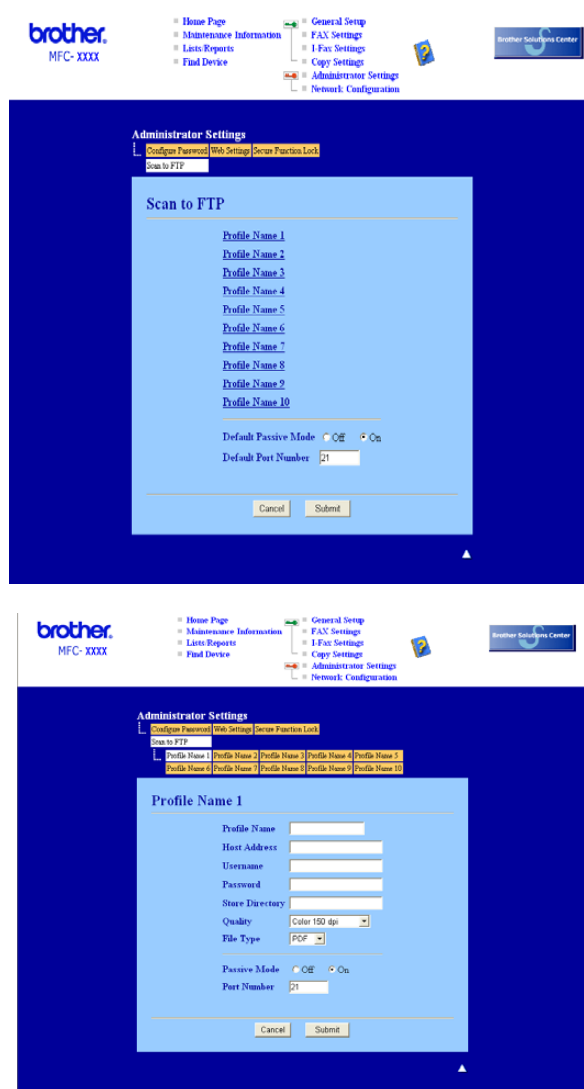 brother.
MFC- XXXX
Home Page
Maintenance Information
Lists/Reports
Find Device
General Setup
FAX Settings
I-Fax Settings
Copy Settings
Administrator Settings
Network Configuration
Brother Solutions Center
Administrator Settings
Configure Password Web Settings Secure Function Lock
Scan to FTP
Scan to FTP
Profile Name 1
Profile Name 2
Profile Name 3
Profile Name 4
Profile Name 5
Profile Name 6
Profile Name 7
Profile Name 8
Profile Name 9
Profile Name 10
Default Passive Mode Off On
Default Port Number 21
Cancel Submit
brother.
MFC- XXXX
Home Page
Maintenance Information
Lists/Reports
Find Device
General Setup
FAX Settings
I-Fax Settings
Copy Settings
Administrator Settings
Network Configuration
Brother Solutions Center
Administrator Settings
Configure Password Web Settings Secure Function Lock
Scan to FTP
Profile Name 1 Profile Name 2 Profile Name 3 Profile Name 4 Profile Name 5
Profile Name 6 Profile Name 7 Profile Name 8 Profile Name 9 Profile Name 10
Profile Name 1
Profile Name
Host Address
Username
Password
Store Directory
Quality Color 150 dpi
File Type PDF
Passive Mode Off On
Port Number 21
Cancel Submit